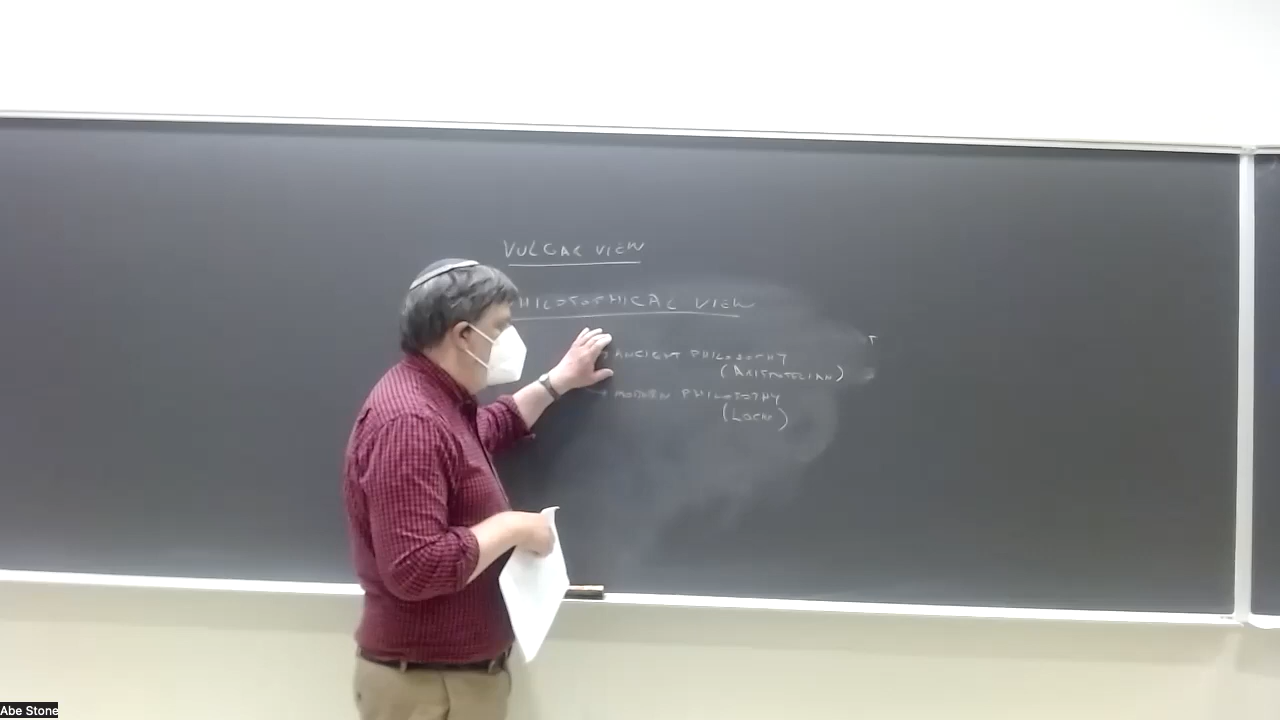 VULGAR VIEW
PHILOSOPHICAL VIEW
ANCIENT PHILOSOPHY
(ARISTOTELIAN)
MODERN PHILOSOPHY
(LOCKE)
Abe Stone